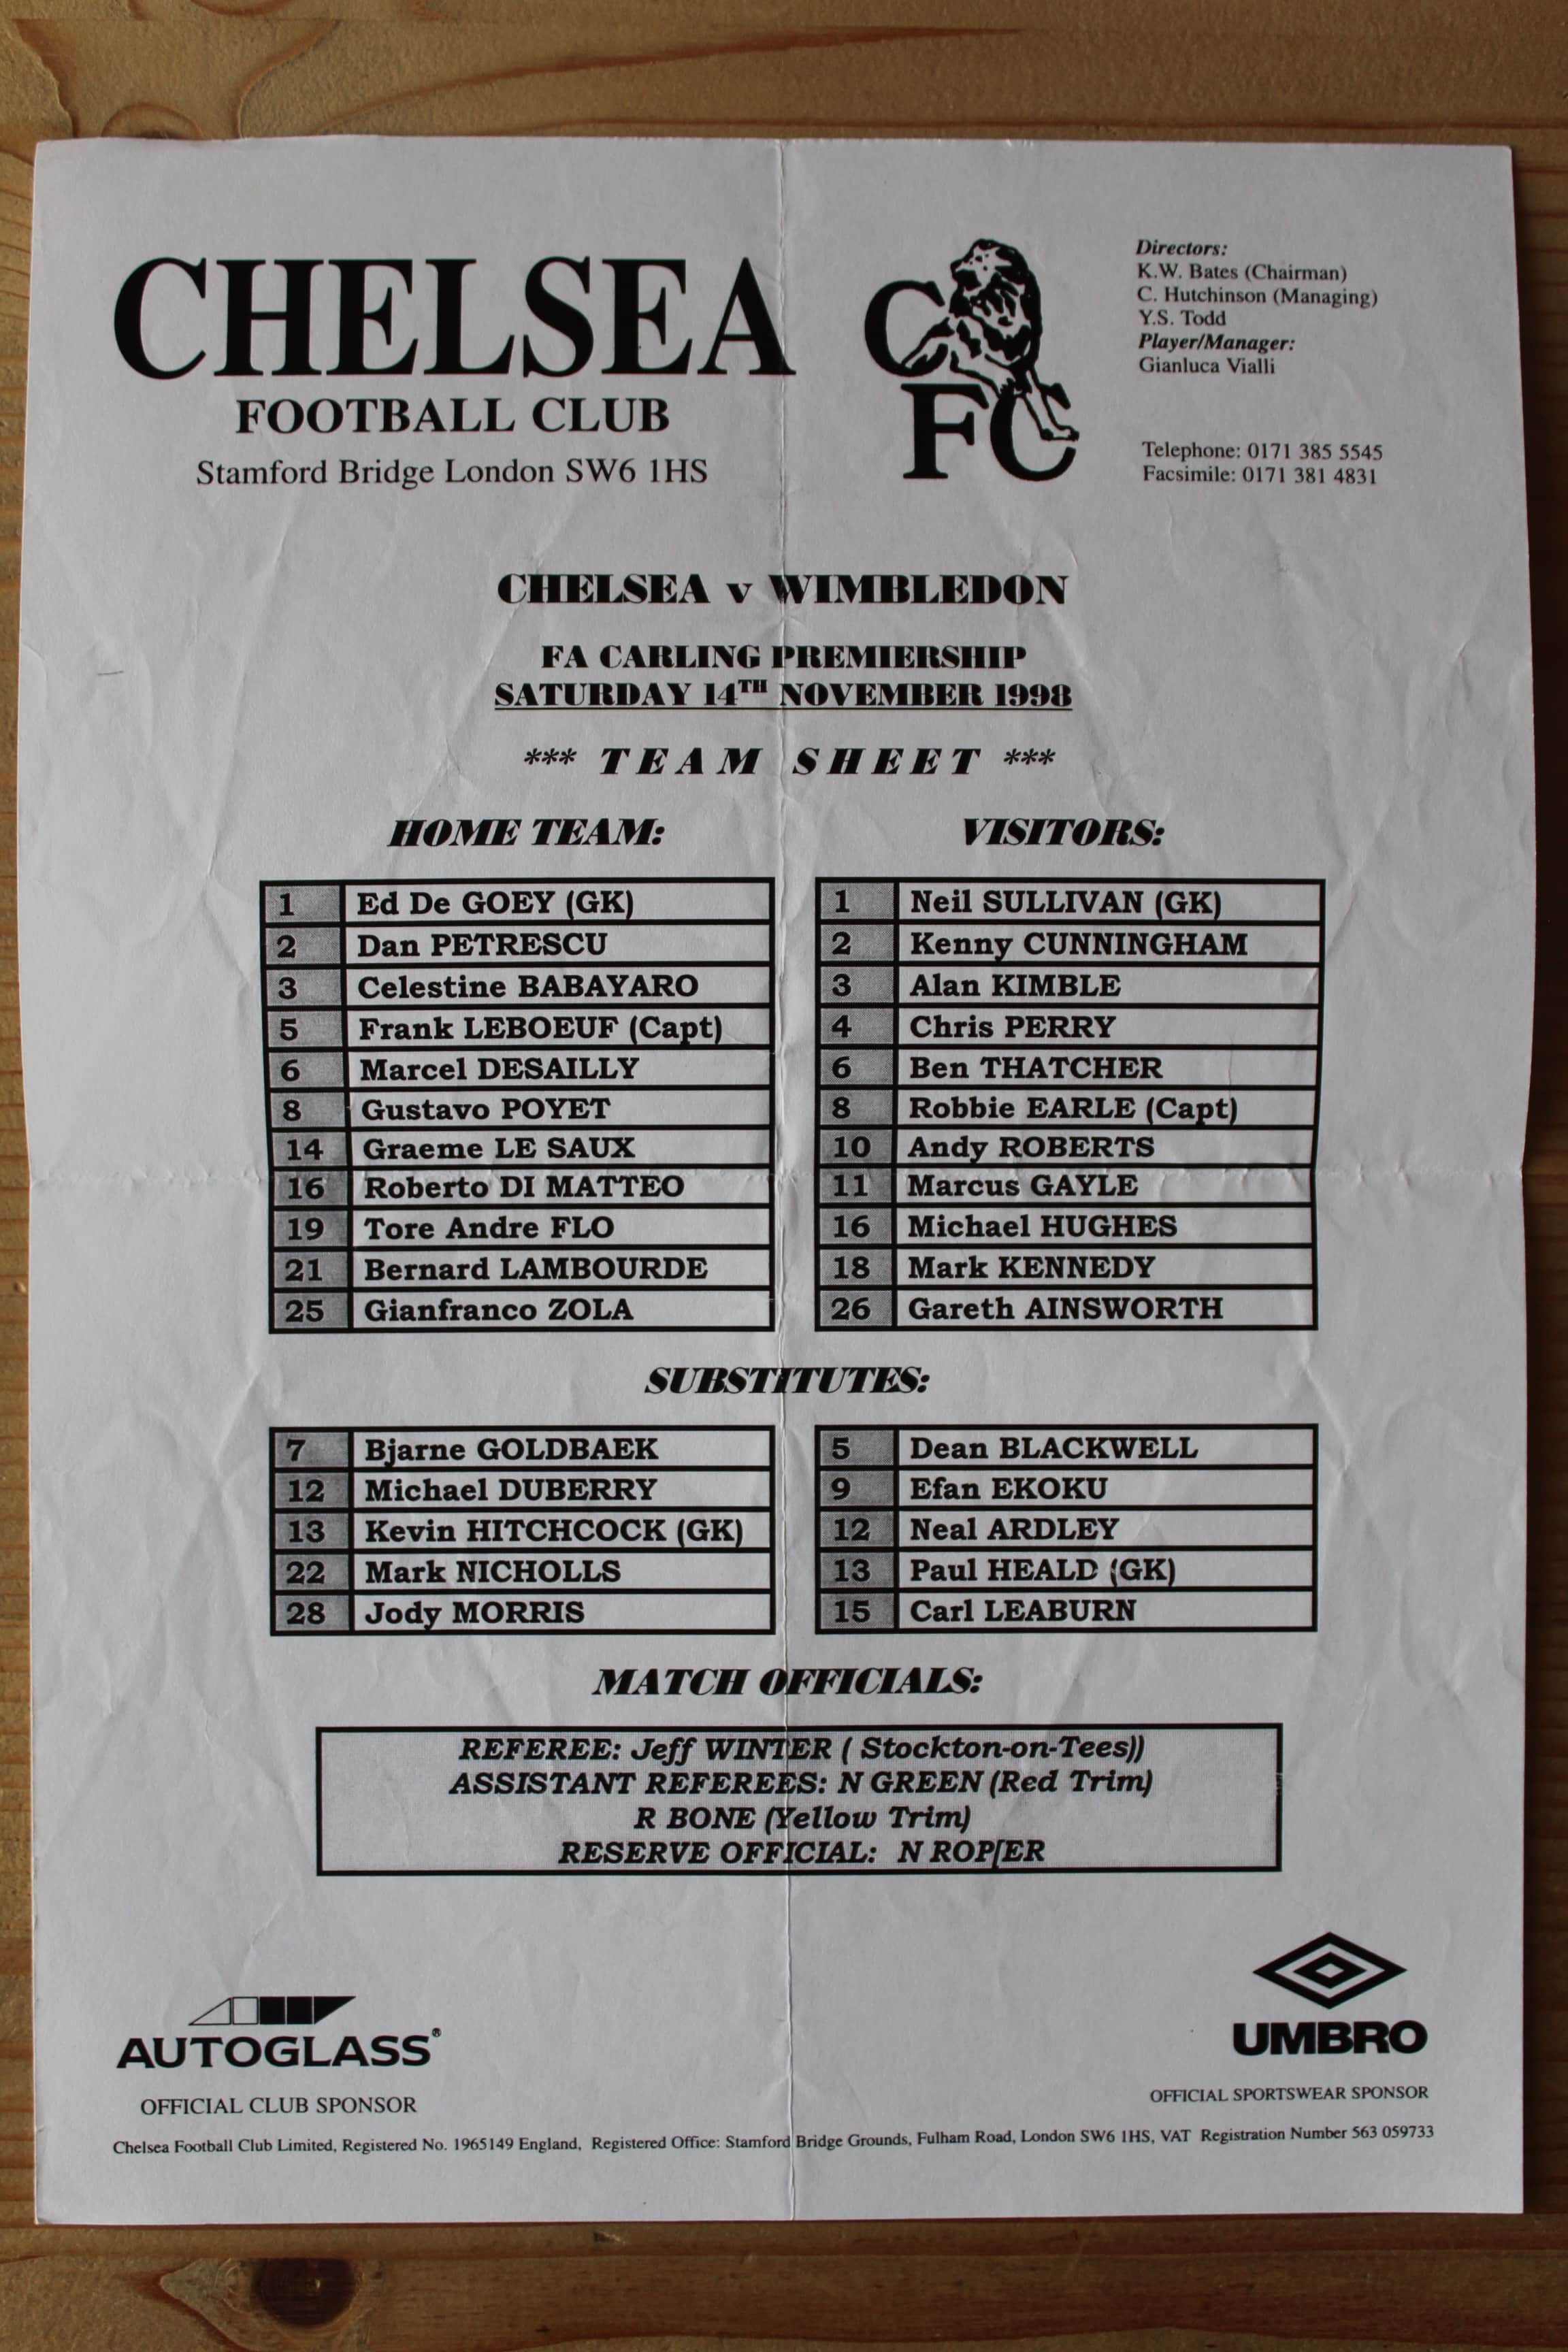 CHELSEA
FOOTBALL CLUB
Stamford Bridge London SW6 1HS
CFC
Directors:
K.W. Bates (Chairman)
C. Hutchinson (Managing)
Y.S. Todd
Player/Manager:
Gianluca Vialli
Telephone: 0171 385 5545
Facsimile: 0171 381 4831
CHELSEA v WIMBLEDON
FA CARLING PREMIERSHIP
SATURDAY 14TH NOVEMBER 1998
*** TEAM SHEET ***
HOME TEAM:
1 Ed De GOEY (GK)
2 Dan PETRESCU
3 Celestine BABAYARO
5 Frank LEBOEUF (Capt)
6 Marcel DESAILLY
8 Gustavo POYET
14 Graeme LE SAUX
16 Roberto DI MATTEO
19 Tore Andre FLO
21 Bernard LAMBOURDE
25 Gianfranco ZOLA
VISITORS:
1 Neil SULLIVAN (GK)
2 Kenny CUNNINGHAM
3 Alan KIMBLE
4 Chris PERRY
6 Ben THATCHER
8 Robbie EARLE (Capt)
10 Andy ROBERTS
11 Marcus GAYLE
16 Michael HUGHES
18 Mark KENNEDY
26 Gareth AINSWORTH
SUBSTITUTES:
7 Bjarne GOLDBAEK
12 Michael DUBERRY
13 Kevin HITCHCOCK (GK)
22 Mark NICHOLLS
28 Jody MORRIS
5 Dean BLACKWELL
9 Efan EKOKU
12 Neal ARDLEY
13 Paul HEALD (GK)
15 Carl LEABURN
MATCH OFFICIALS:
REFEREE: Jeff WINTER ( Stockton-on-Tees))
ASSISTANT REFEREES: N GREEN (Red Trim)
R BONE (Yellow Trim)
RESERVE OFFICIAL: N ROP[ER
AUTOGLASS®
OFFICIAL CLUB SPONSOR
UMBRO
OFFICIAL SPORTSWEAR SPONSOR
Chelsea Football Club Limited, Registered No. 1965149 England, Registered Office: Stamford Bridge Grounds, Fulham Road, London SW6 1HS, VAT Registration Number 563 059733